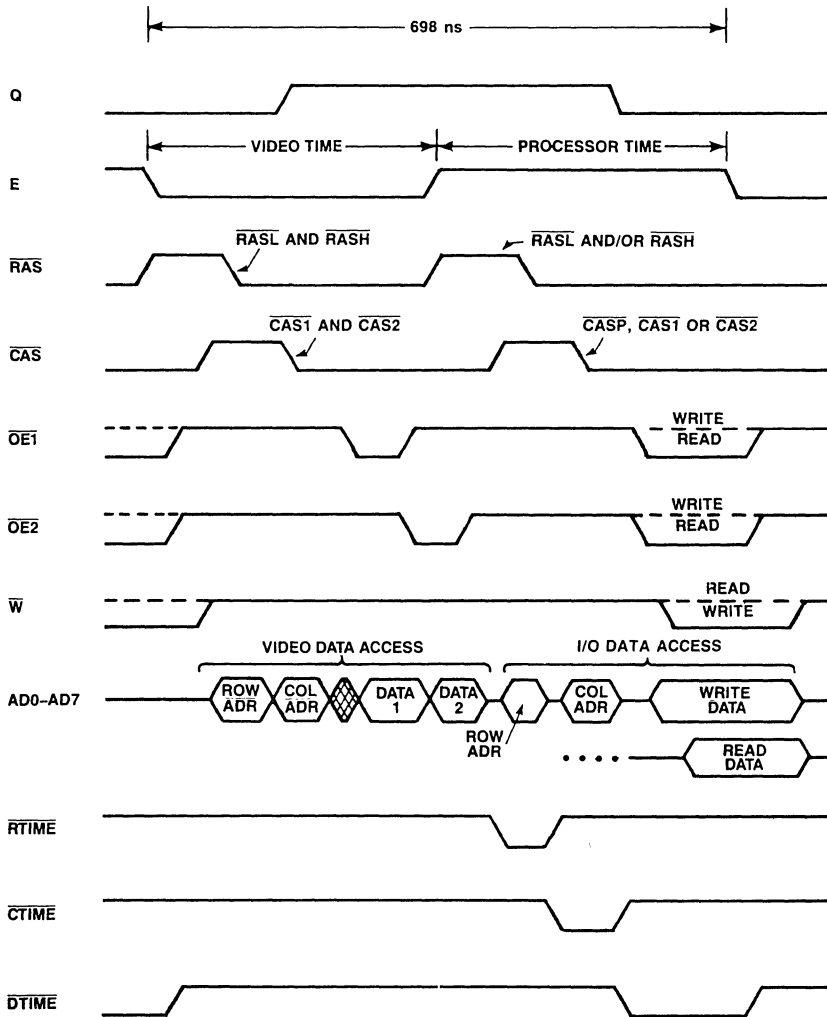 698 ns
Q
VIDEO TIME
PROCESSOR TIME
E
RASL AND RASH
RASL AND/OR RASH
RAS
CAS1 AND CAS2
CASP, CAS1 OR CAS2
CAS
WRITE
OE1
READ
WRITE
OE2
READ
READ
W
WRITE
VIDEO DATA ACCESS
I/O DATA ACCESS
AD0–AD7
ROW ADR
COL ADR
DATA 1
DATA 2
ROW ADR
COL ADR
WRITE DATA
READ DATA
RTIME
CTIME
DTIME